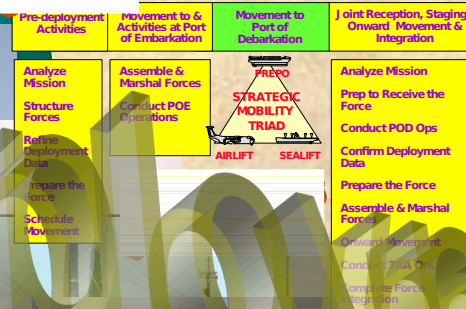 Pre-deployment
Activities
Movement to &
Activities at Port
of Embarkation
Movement to
Port of
Debarkation
Joint Reception, Staging
Onward Movement &
Integration
Analyze
Mission
Structure
Forces
Refine
Deployment
Data
Prepare the
Force
Schedule
Movement
Assemble &
Marshal Forces
Conduct POE
Operations
PREPO
STRATEGIC
MOBILITY
TRIAD
AIRLIFT
SEALIFT
Analyze Mission
Prep to Receive the
Force
Conduct POD Ops
Confirm Deployment
Data
Prepare the Force
Assemble & Marshal
Forces
Onward Movement
Conduct TAA Ops
Complete Force
Integration